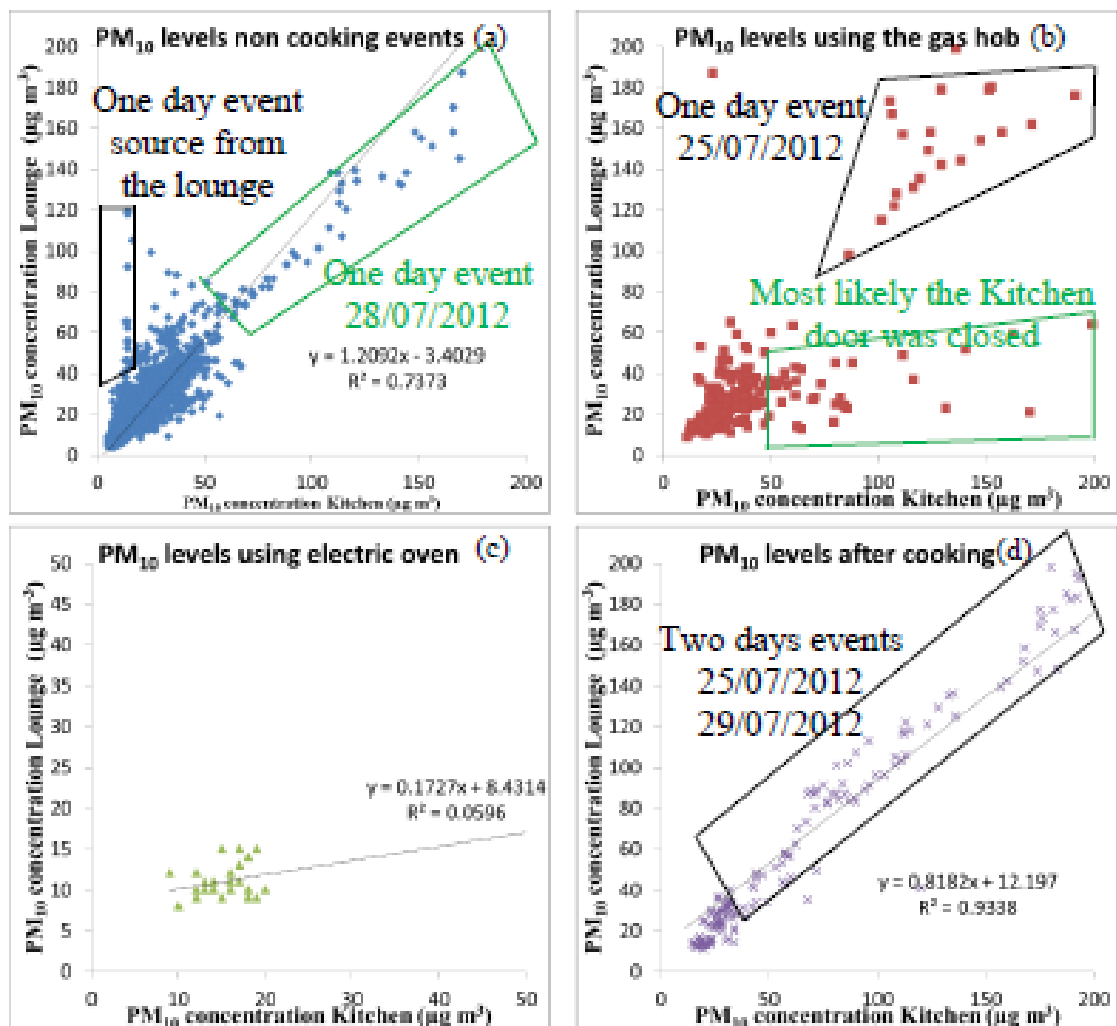 PM₁₀ levels non cooking events (a)
PM₁₀ concentration Lounge (µg m⁻³)
200
180
160
140
120
100
80
60
40
20
0
One day event
source from
the lounge
One day event
28/07/2012
y = 1.2092x - 3.4029
R² = 0.7373
0 50 100 150 200
PM₁₀ concentration Kitchen (µg m³)
PM₁₀ levels using the gas hob (b)
PM₁₀ concentration Lounge (µg m⁻³)
200
180
160
140
120
100
80
60
40
20
0
One day event
25/07/2012
Most likely the Kitchen
door was closed
0 50 100 150 200
PM₁₀ concentration Kitchen (µg m³)
PM₁₀ levels using electric oven (c)
PM₁₀ concentration Lounge (µg m⁻³)
50
45
40
35
30
25
20
15
10
5
0
y = 0.1727x + 8.4314
R² = 0.0596
0 10 20 30 40 50
PM₁₀ concentration Kitchen (µg m³)
PM₁₀ levels after cooking (d)
PM₁₀ concentration Lounge (µg m⁻³)
200
180
160
140
120
100
80
60
40
20
0
Two days events
25/07/2012
29/07/2012
y = 0.8182x + 12.197
R² = 0.9338
0 50 100 150 200
PM₁₀ concentration Kitchen (µg m³)